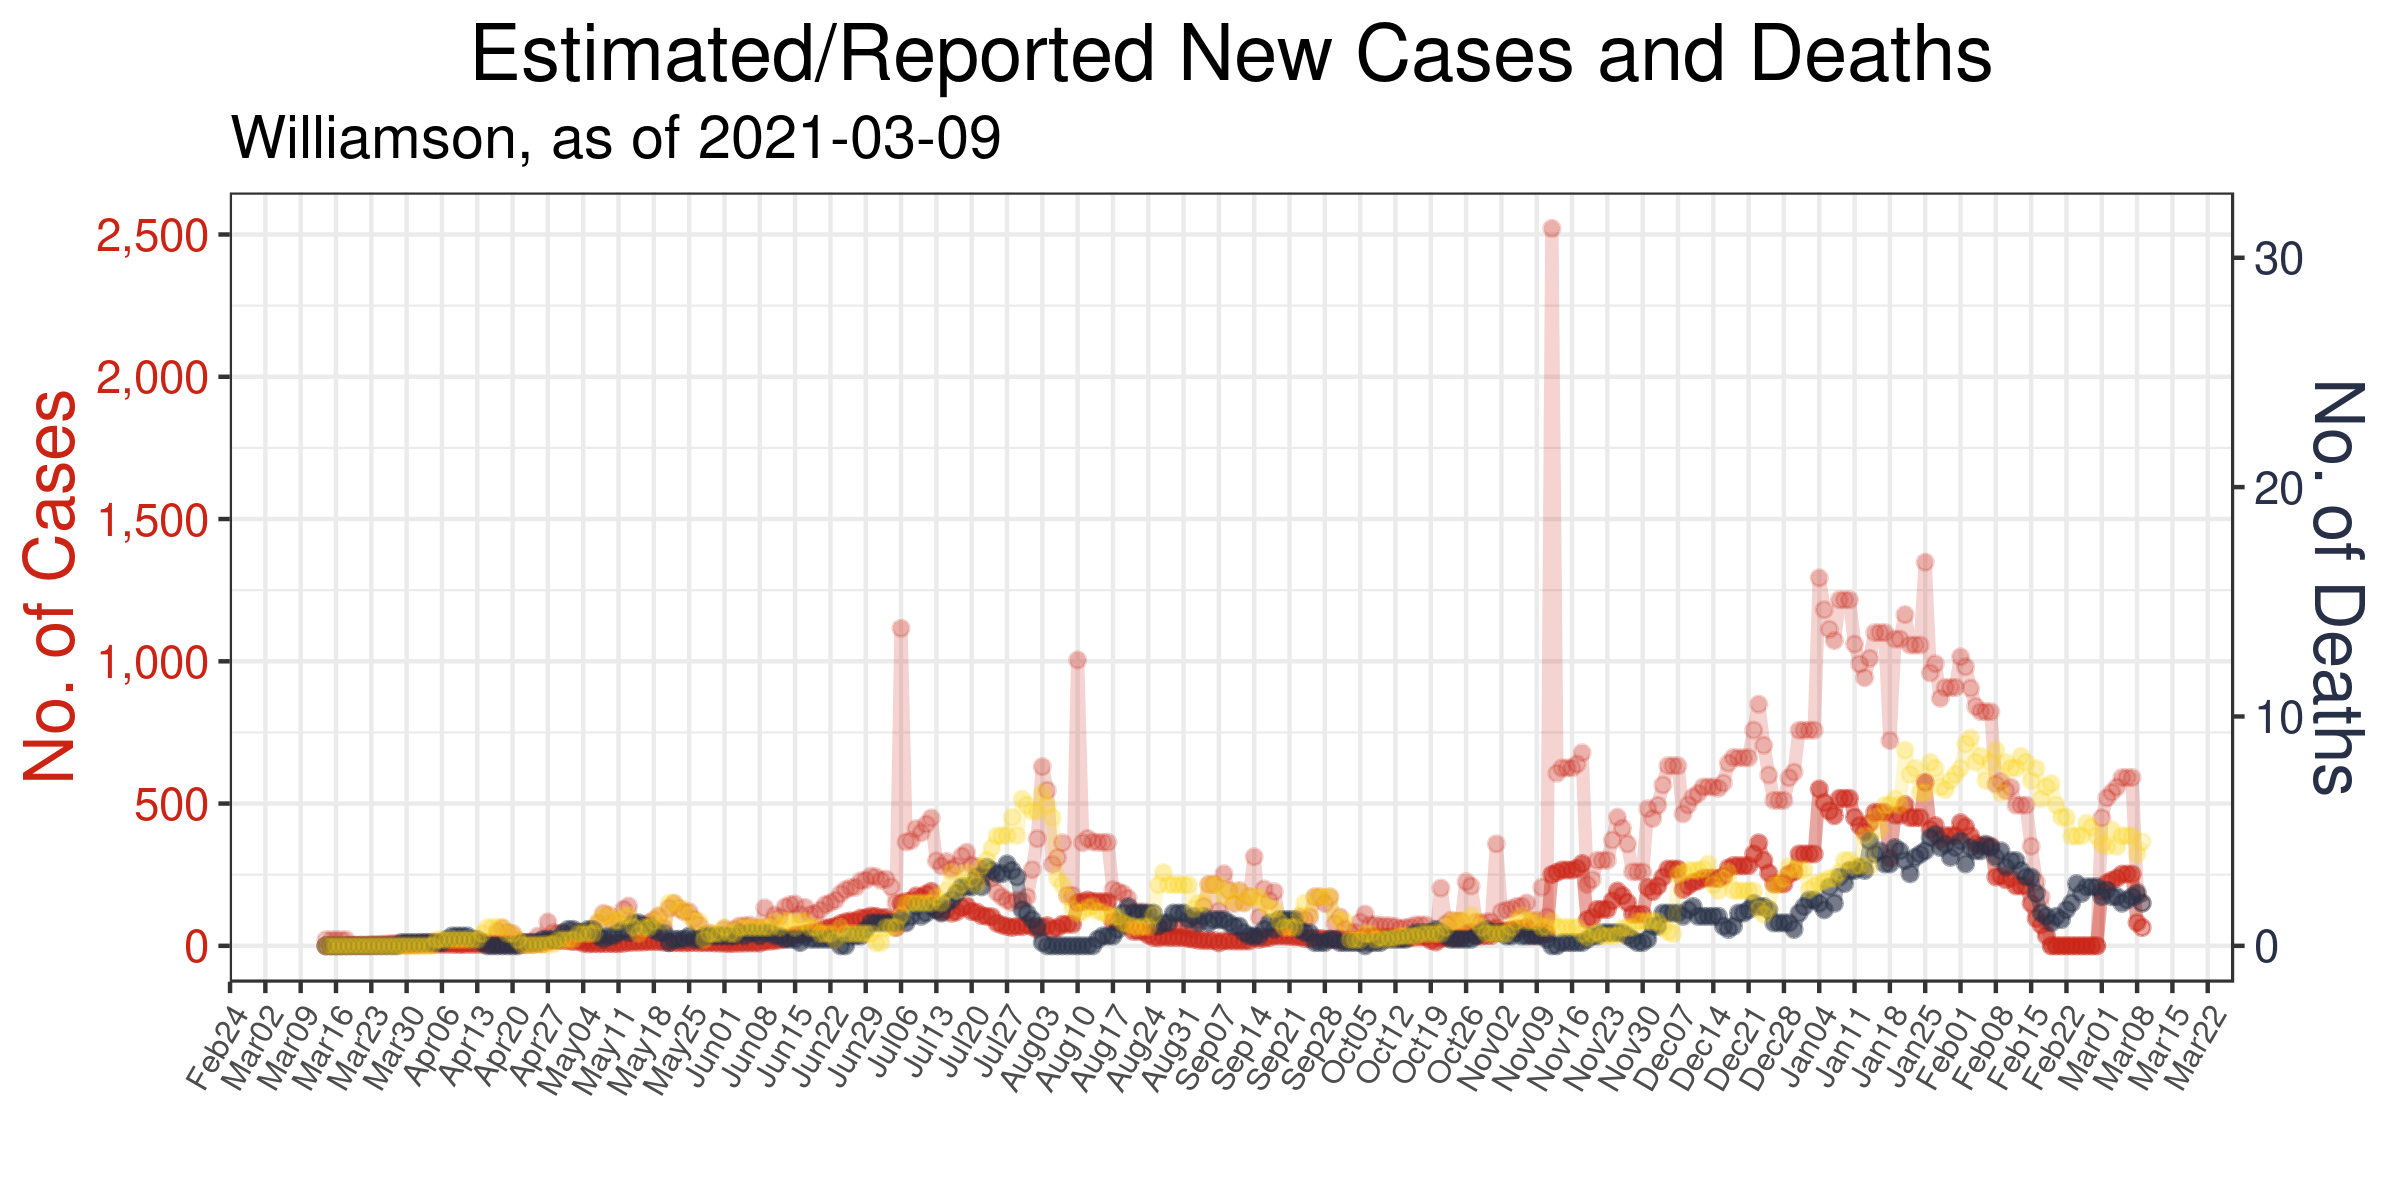 Estimated/Reported New Cases and Deaths
Williamson, as of 2021-03-09
No. of Cases
2,500
2,000
1,500
1,000
500
0
30
20
10
0
No. of Deaths
Feb24
Mar02
Mar09
Mar16
Mar23
Mar30
Apr06
Apr13
Apr20
Apr27
May04
May11
May18
May25
Jun01
Jun08
Jun15
Jun22
Jun29
Jul06
Jul13
Jul20
Jul27
Aug03
Aug10
Aug17
Aug24
Aug31
Sep07
Sep14
Sep21
Sep28
Oct05
Oct12
Oct19
Oct26
Nov02
Nov09
Nov16
Nov23
Nov30
Dec07
Dec14
Dec21
Dec28
Jan04
Jan11
Jan18
Jan25
Feb01
Feb08
Feb15
Feb22
Mar01
Mar08
Mar15
Mar22